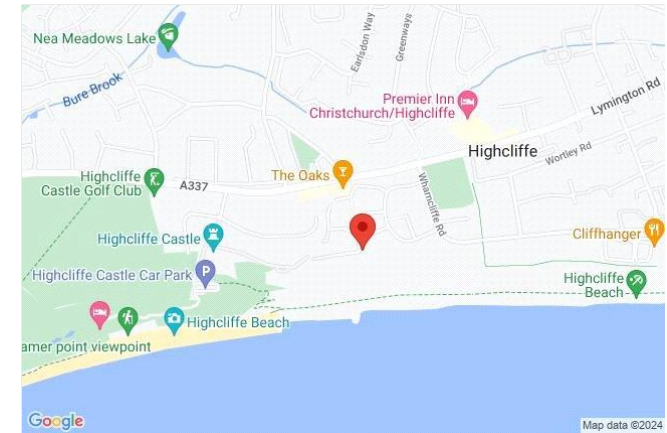 Nea Meadows Lake
Earlsdon Way
Greenways
Bure Brook
Premier Inn
Christchurch/Highcliffe
Lymington Rd
Highcliffe
Wortley Rd
The Oaks
Highcliffe
Castle Golf Club
A337
Wharncliffe Rd
Highcliffe Castle
Cliffhanger
Highcliffe Castle Car Park
P
Highcliffe
Beach
Highcliffe Beach
amer point viewpoint
Google
Map data ©2024